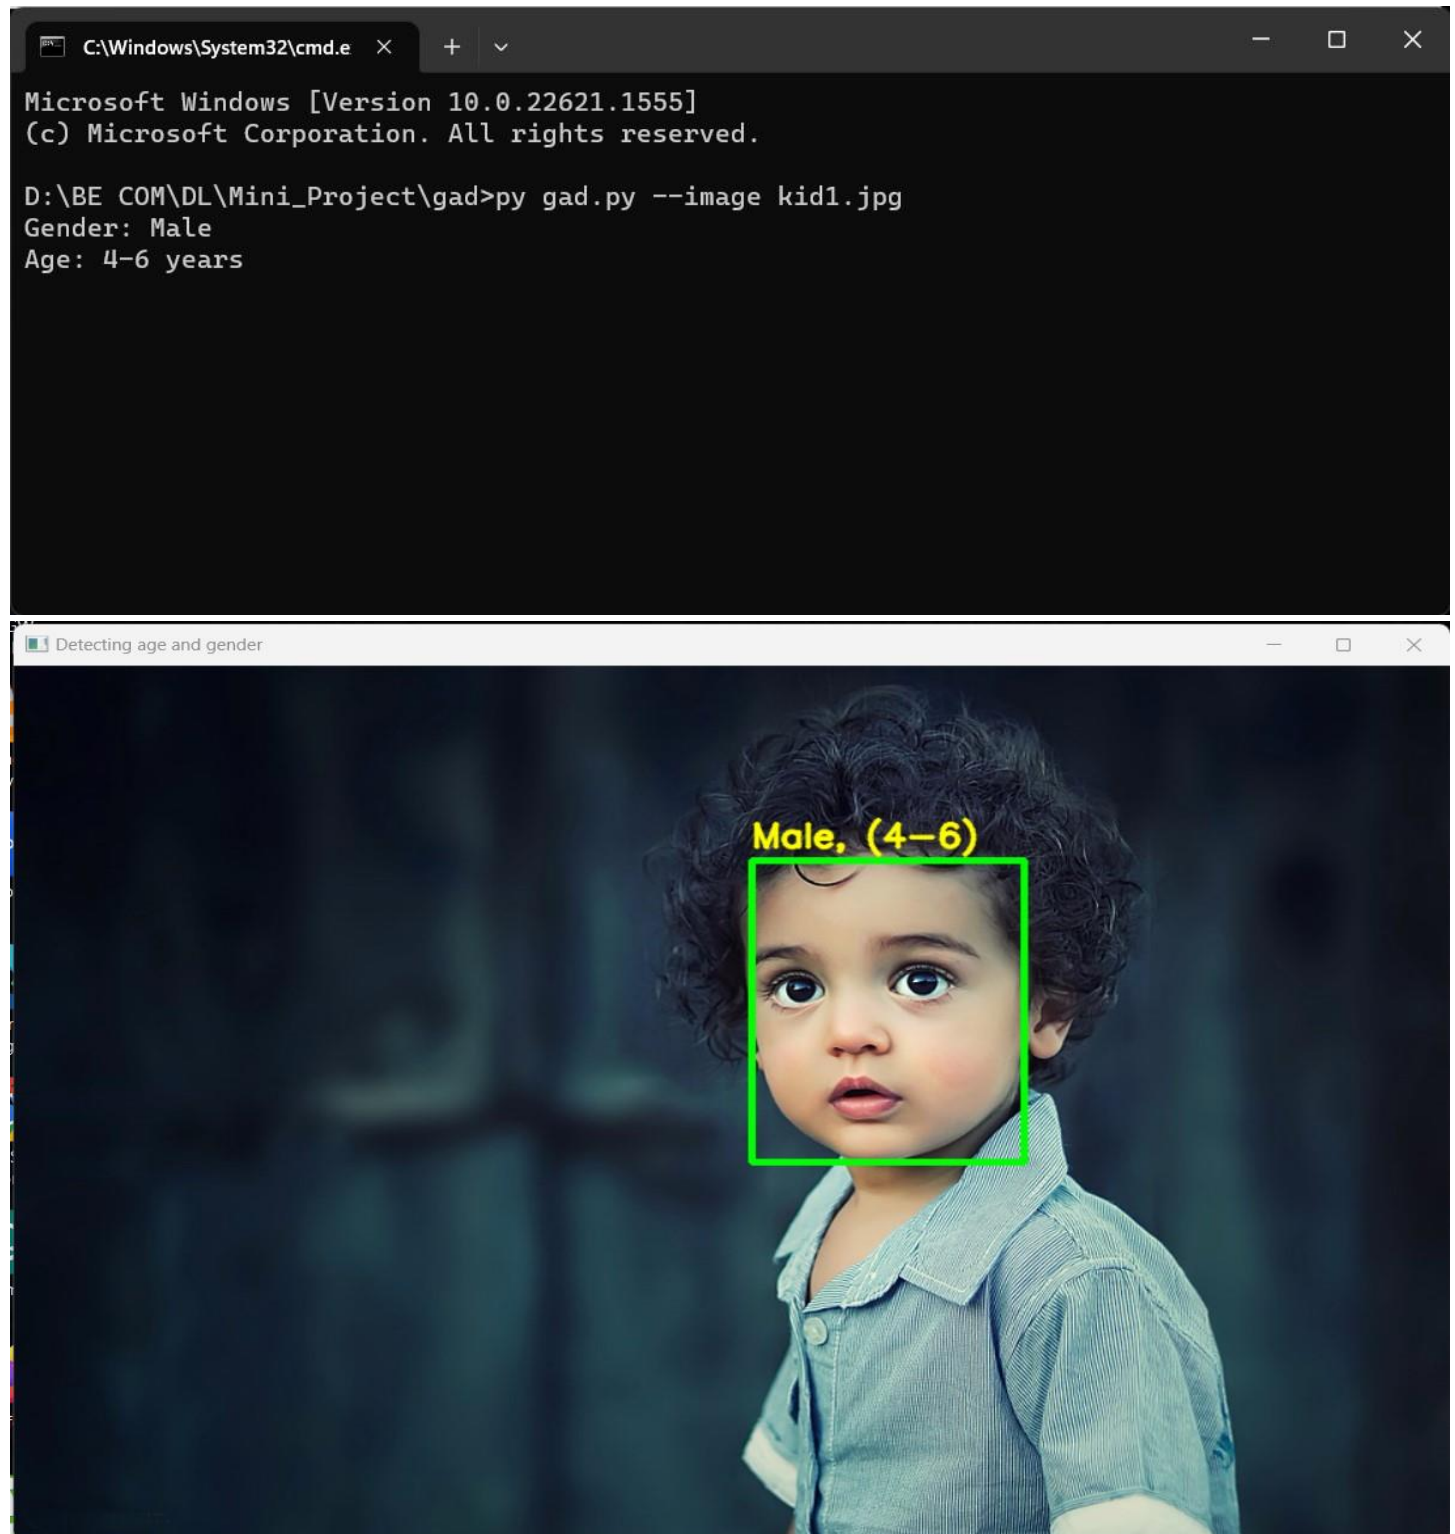 C:\Windows\System32\cmd.e
Microsoft Windows [Version 10.0.22621.1555]
(c) Microsoft Corporation. All rights reserved.
D:\BE COM\DL\Mini_Project\gad>py gad.py --image kid1.jpg
Gender: Male
Age: 4-6 years
Detecting age and gender
Male, (4-6)